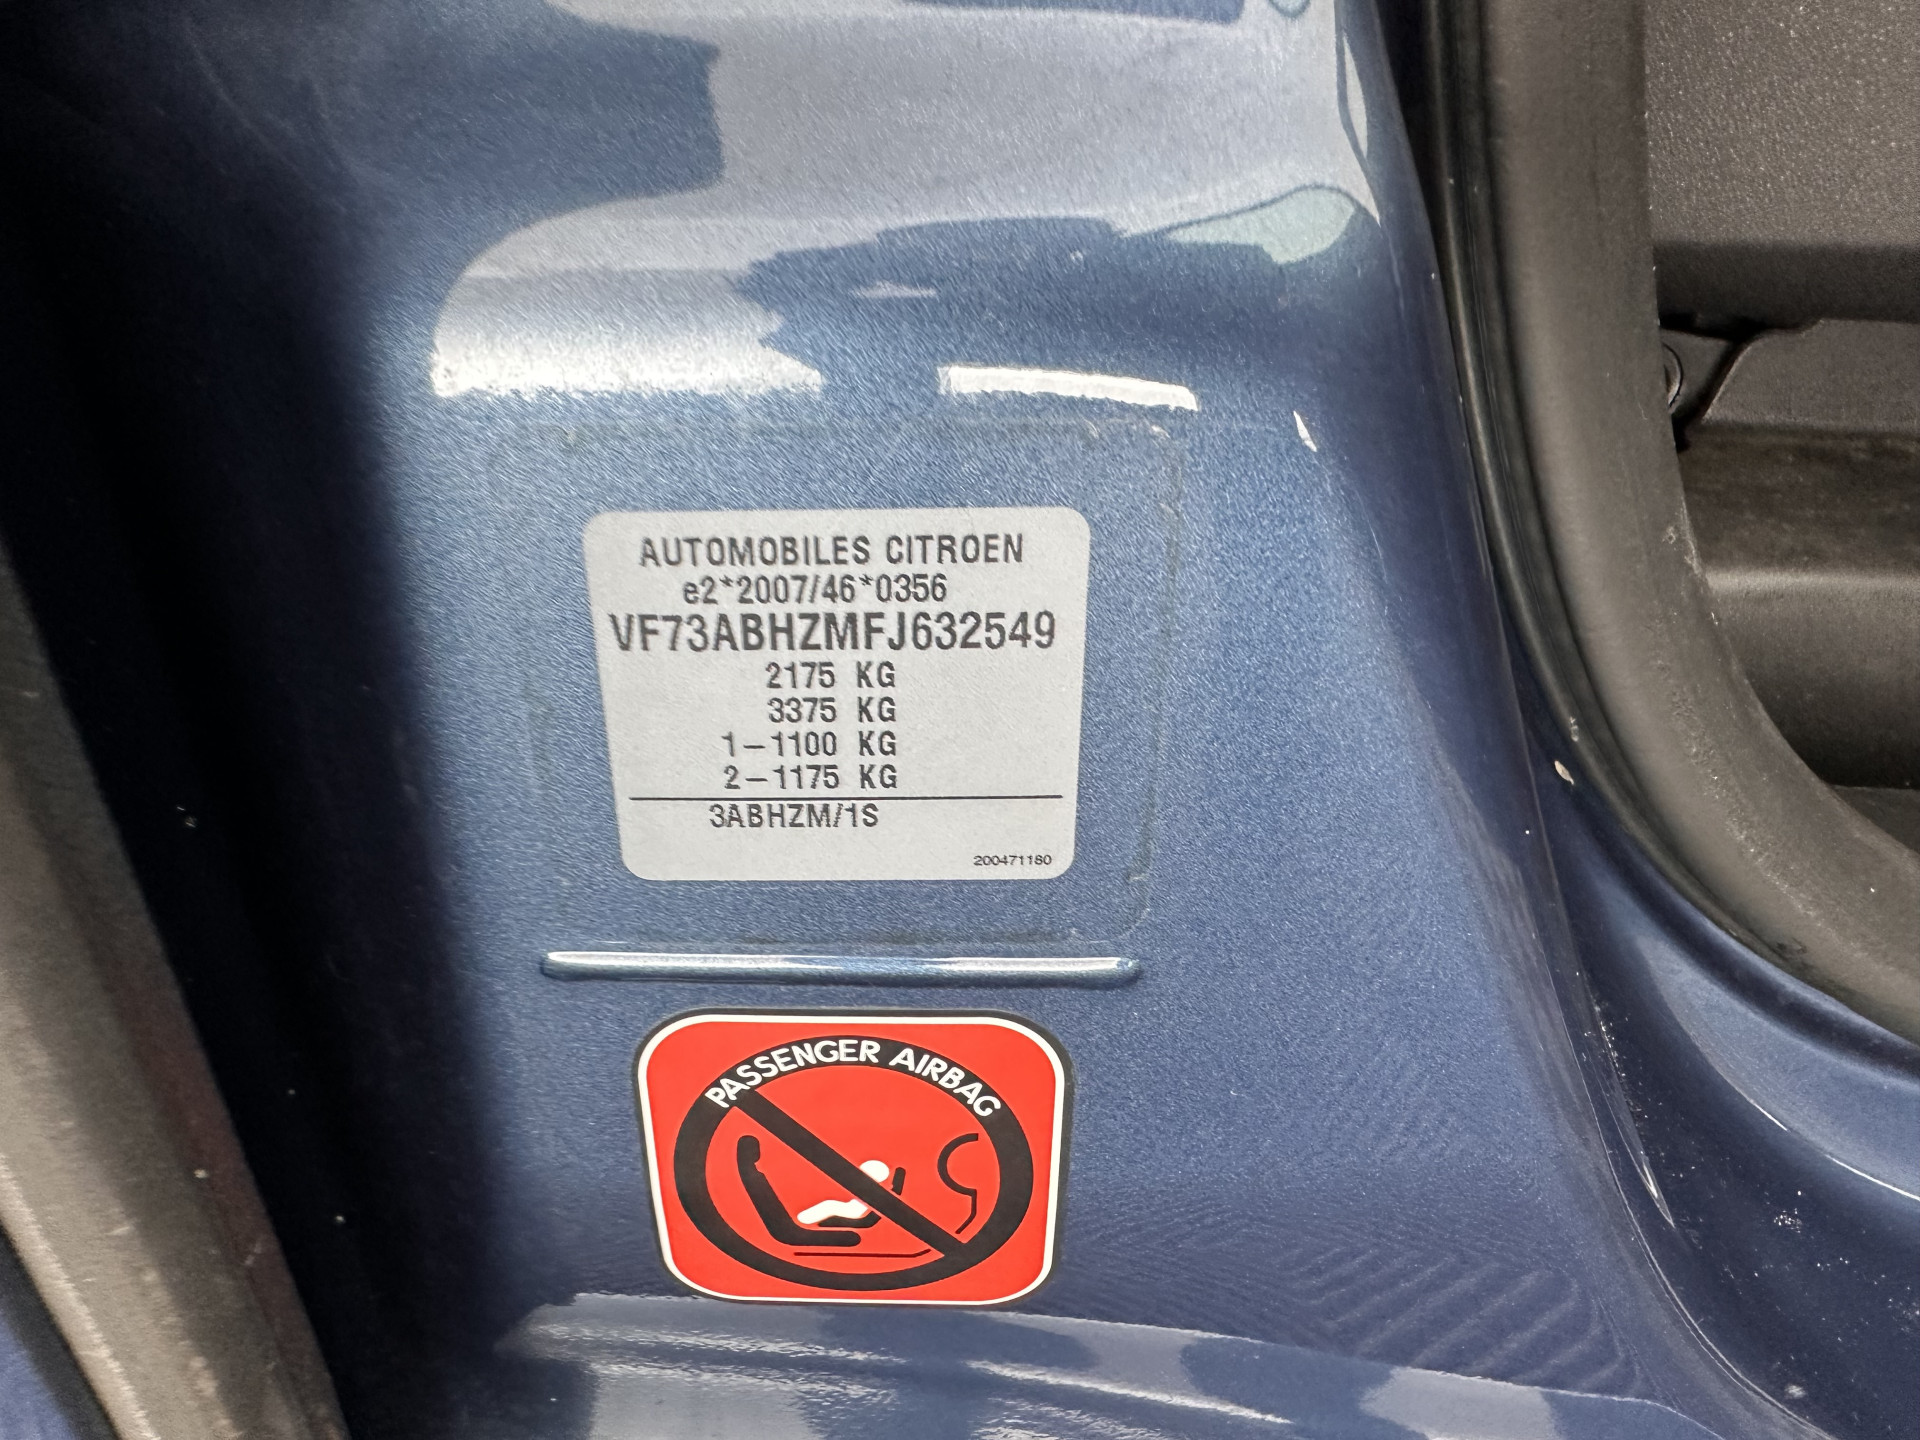 AUTOMOBILES CITROEN
e2*2007/46*0356
VF73ABHZMFJ632549
2175 KG
3375 KG
1-1100 KG
2-1175 KG
3ABHZM/1S
200471180
PASSENGER AIRBAG